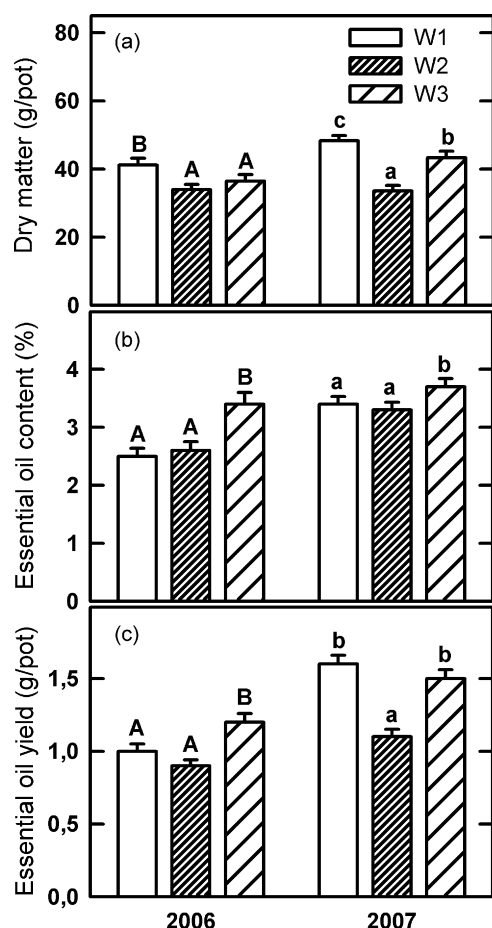 (a)
W1
W2
W3
Dry matter (g/pot)
80
60
40
20
0
B
A
A
c
a
b
(b)
Essential oil content (%)
4
3
2
1
0
A
A
B
a
a
b
(c)
Essential oil yield (g/pot)
1,5
1,0
0,5
0,0
A
A
B
b
a
b
2006
2007